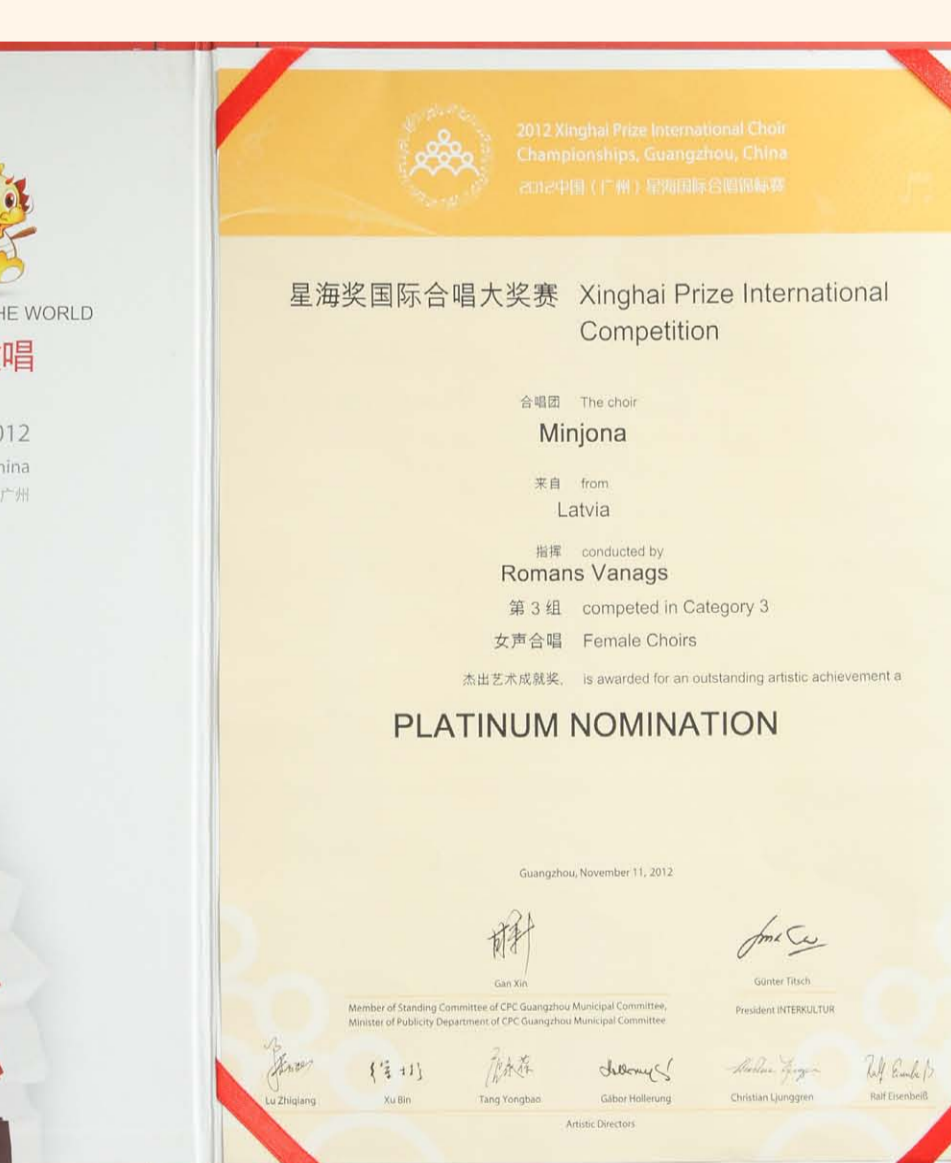 HE WORLD
唱
012
hina
广州
2012 Xinghai Prize International Choir
Championships, Guangzhou, China
2012中国（广州）星海国际合唱锦标赛
星海奖国际合唱大奖赛 Xinghai Prize International
Competition
合唱团 The choir
Minjona
来自 from
Latvia
指挥 conducted by
Romans Vanags
第 3 组 competed in Category 3
女声合唱 Female Choirs
杰出艺术成就奖, is awarded for an outstanding artistic achievement a
PLATINUM NOMINATION
Guangzhou, November 11, 2012
Gan Xin
Member of Standing Committee of CPC Guangzhou Municipal Committee,
Minister of Publicity Department of CPC Guangzhou Municipal Committee
Günter Titsch
President INTERKULTUR
Lu Zhiqiang Xu Bin Tang Yongbao Gábor Hollerung Christian Ljunggren Ralf Eisenbeiß
Artistic Directors